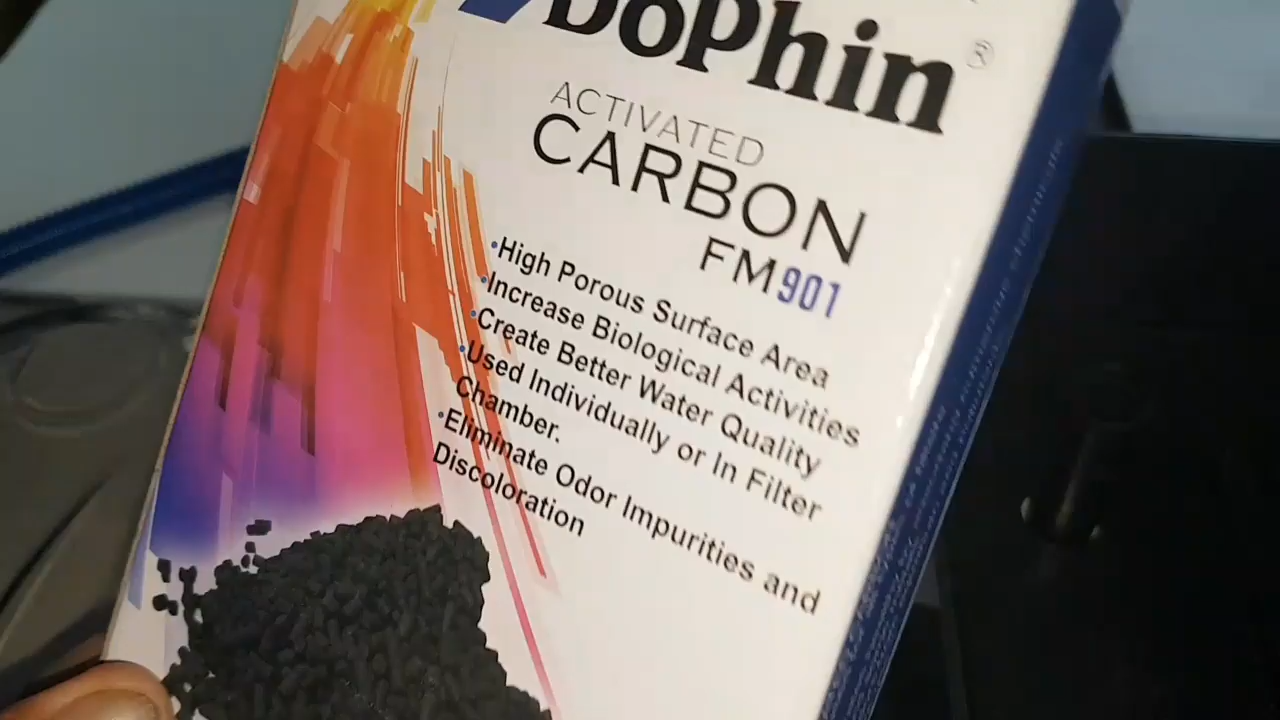 DoPhin®
ACTIVATED
CARBON
FM901
•High Porous Surface Area
•Increase Biological Activities
•Create Better Water Quality
•Used Individually or In Filter
Chamber.
•Eliminate Odor Impurities and
Discoloration